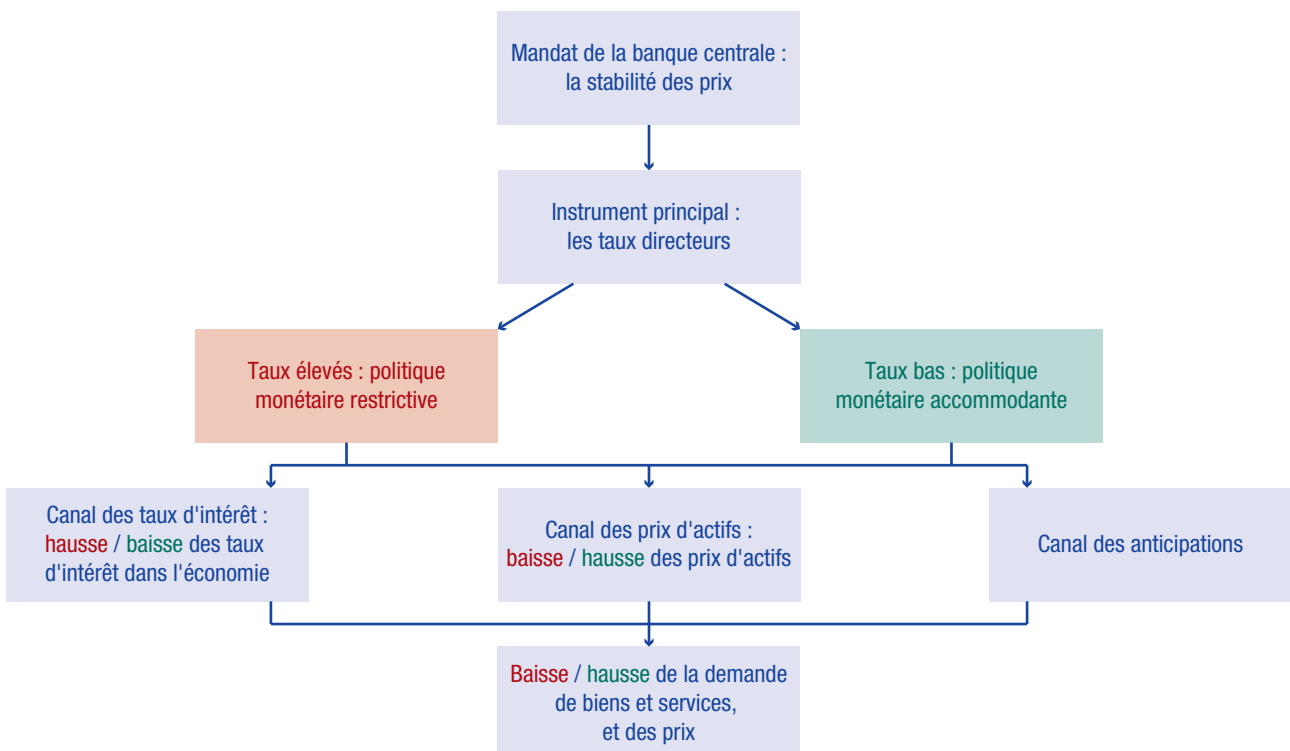 Mandat de la banque centrale :
la stabilité des prix
Instrument principal :
les taux directeurs
Taux élevés : politique
monétaire restrictive
Taux bas : politique
monétaire accommodante
Canal des taux d'intérêt :
hausse / baisse des taux
d'intérêt dans l'économie
Canal des prix d'actifs :
baisse / hausse des prix d'actifs
Canal des anticipations
Baisse / hausse de la demande
de biens et services,
et des prix